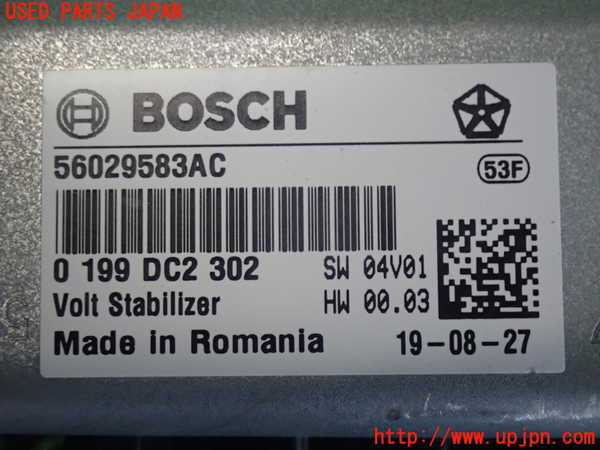 USED PARTS JAPAN
BOSCH
56029583AC
53F
0 199 DC2 302
SW 04V01
Volt Stabilizer
HW 00.03
Made in Romania
19-08-27
http://www.upjpn.com/